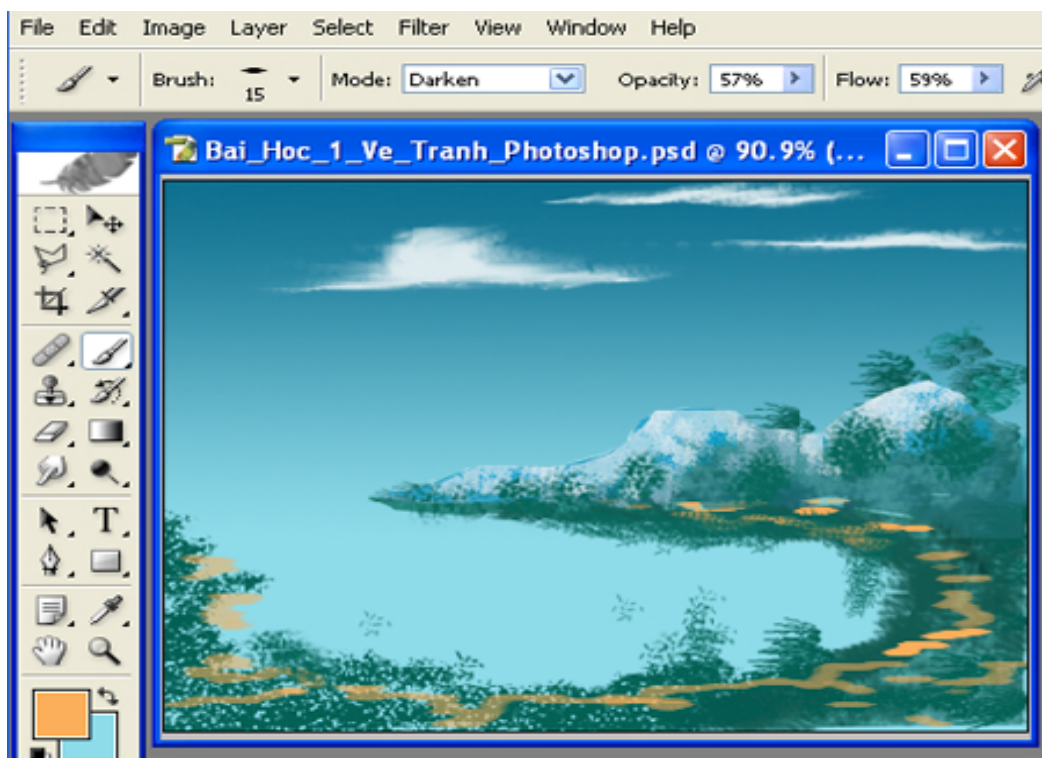 File Edit Image Layer Select Filter View Window Help
Brush: 15 Mode: Darken Opacity: 57% Flow: 59%
Bai_Hoc_1_Ve_Tranh_Photoshop.psd @ 90.9% (...
T